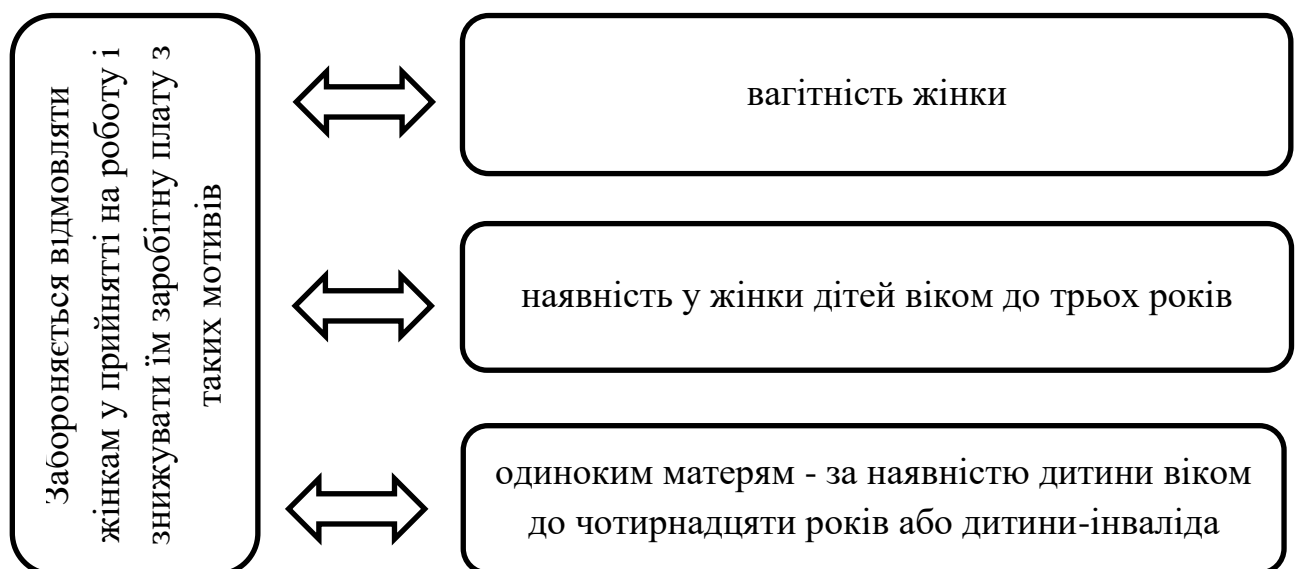 Забороняється відмовляти
жінкам у прийнятті на роботу і
знижувати їм заробітну плату з
таких мотивів
вагітність жінки
наявність у жінки дітей віком до трьох років
одиноким матерям - за наявністю дитини віком
до чотирнадцяти років або дитини-інваліда